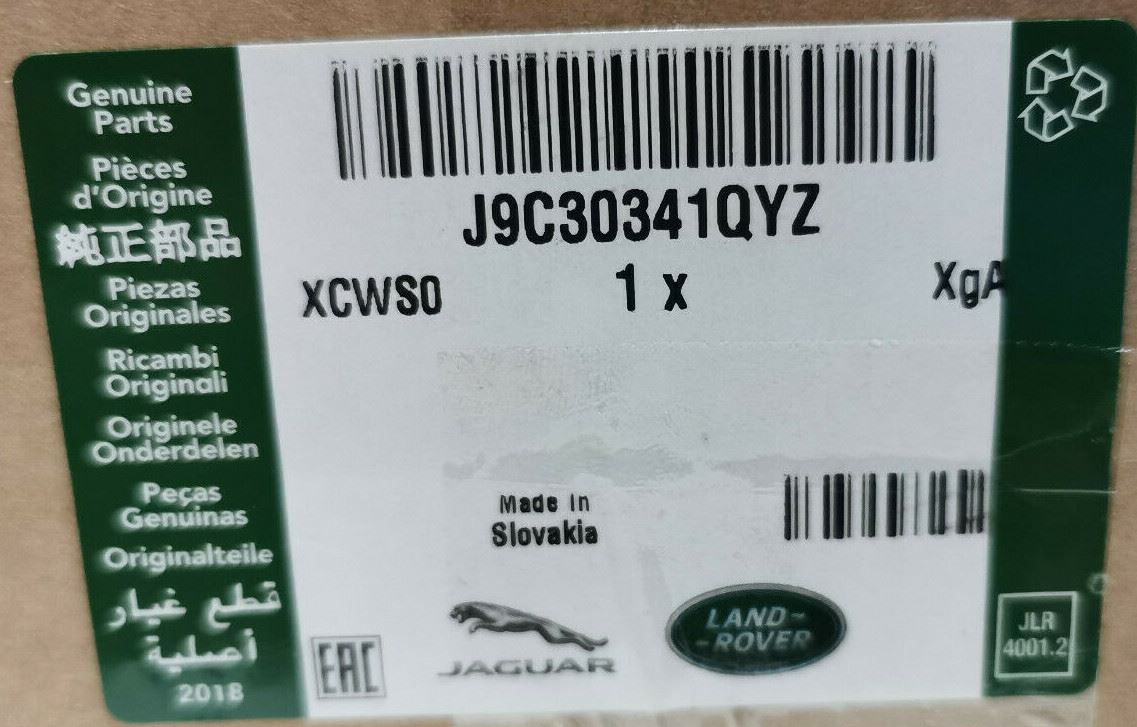 Genuine
Parts
Pièces
d'Origine
純正部品
Piezas
Originales
Ricambi
Originali
Originele
Onderdelen
Peças
Genuinas
Originalteile
قطع غيار
أصلية
2018
J9C30341QYZ
XCWS0
1 x
XgA
Made In
Slovakia
EAC
JAGUAR
LAND-
-ROVER
JLR
4001.2